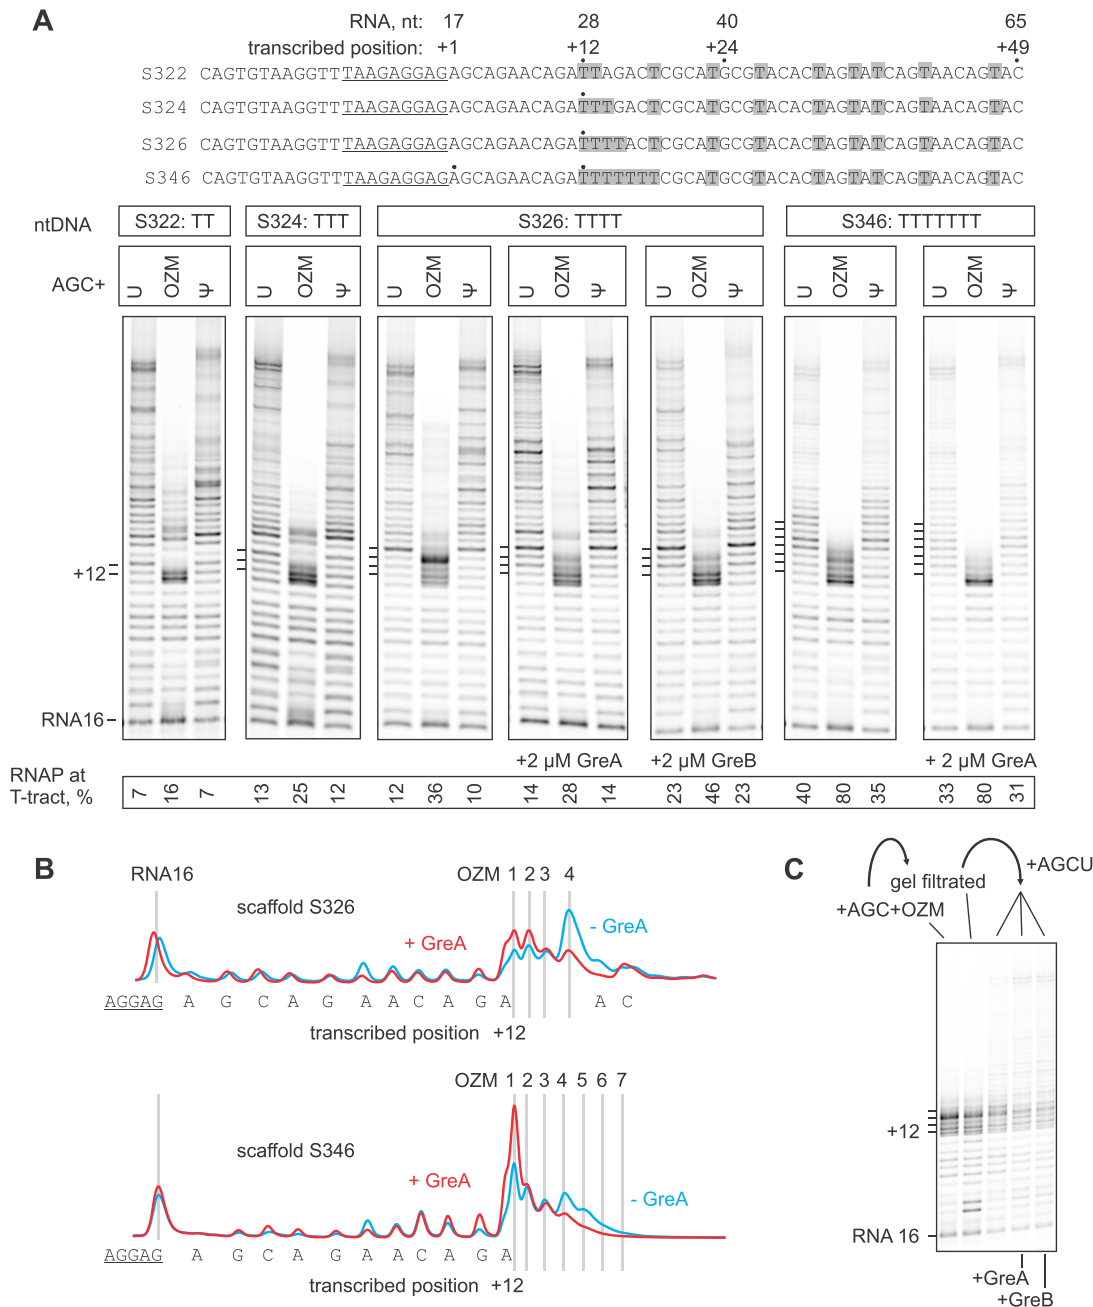 A
RNA, nt: 17 28 40 65
transcribed position: +1 +12 +24 +49
S322 CAGTGTAAGGTTTAAGAGGAGAGCAGAACAGATTAGACTCGCATGCGTACACTAGTATCAGTAACAGTAC
S324 CAGTGTAAGGTTTAAGAGGAGAGCAGAACAGATTTGACTCGCATGCGTACACTAGTATCAGTAACAGTAC
S326 CAGTGTAAGGTTTAAGAGGAGAGCAGAACAGATTTTACTCGCATGCGTACACTAGTATCAGTAACAGTAC
S346 CAGTGTAAGGTTTAAGAGGAGAGCAGAACAGATTTTTTTCGCATGCGTACACTAGTATCAGTAACAGTAC
ntDNA S322: TT S324: TTT S326: TTTT S346: TTTTTTT
AGC+ U OZM Ψ U OZM Ψ U OZM Ψ U OZM Ψ U OZM Ψ U OZM Ψ U OZM Ψ
+12
RNA16
+2 µM GreA +2 µM GreB + 2 µM GreA
RNAP at
T-tract, %
7 16 7 13 25 12 12 36 10 14 28 14 23 46 23 40 80 35 33 80 31
B
RNA16 OZM 1 2 3 4
scaffold S326
+ GreA - GreA
AGGAG A G C A G A A C A G A A C
transcribed position +12
OZM 1 2 3 4 5 6 7
scaffold S346
+ GreA - GreA
AGGAG A G C A G A A C A G A
transcribed position +12
C
+AGCU
gel filtrated
+AGC+OZM
+12
RNA 16
+GreA
+GreB